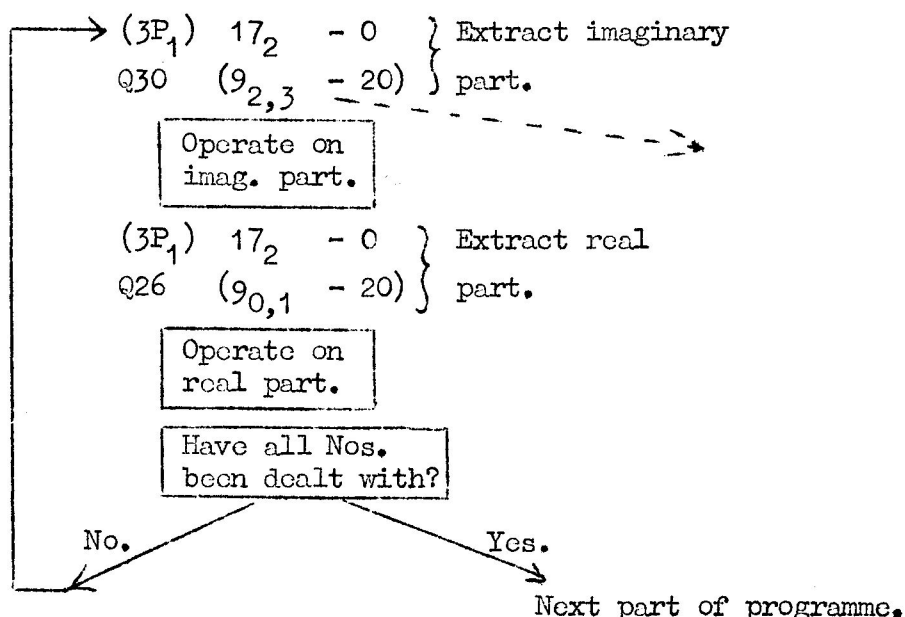 (3P₁) 17₂ - 0 } Extract imaginary
Q30 (9₂,₃ - 20) } part.
Operate on
imag. part.
(3P₁) 17₂ - 0 } Extract real
Q26 (9₀,₁ - 20) } part.
Operate on
real part.
Have all Nos.
been dealt with?
No. Yes.
Next part of programme.